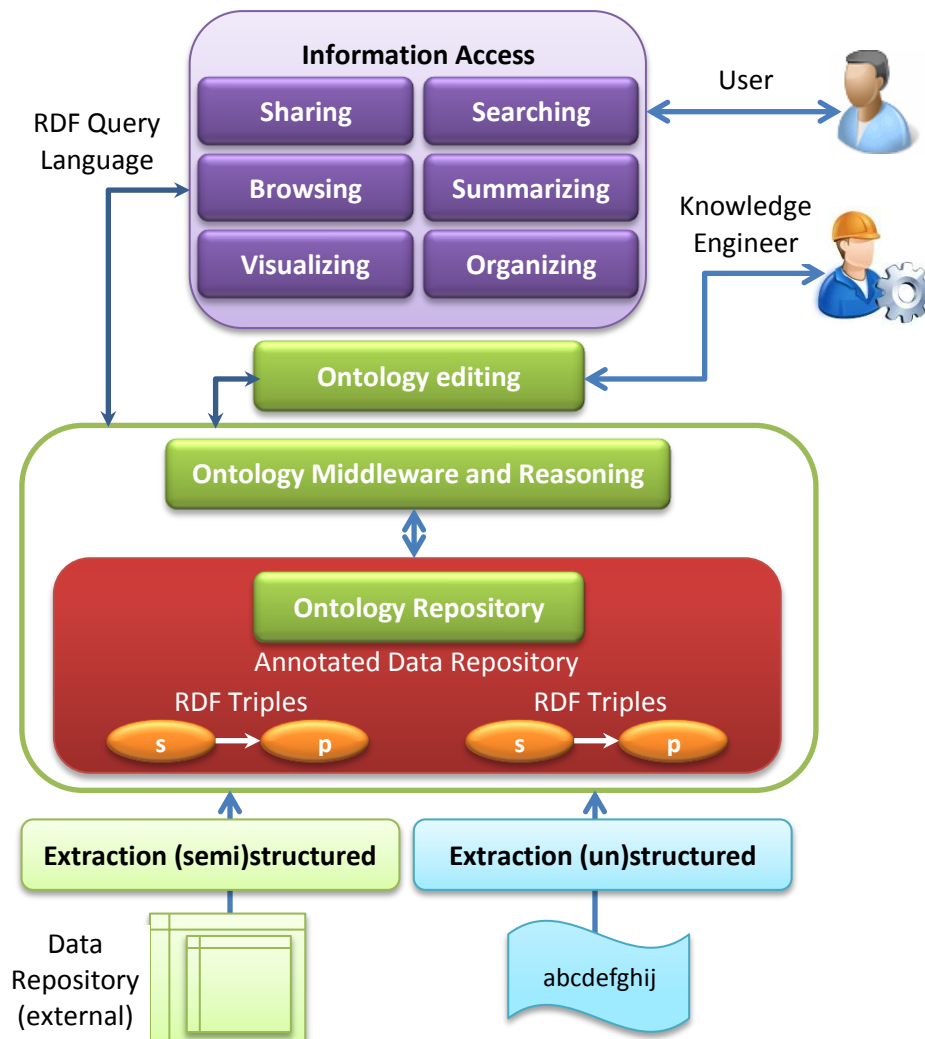 Information Access
Sharing
Searching
User
RDF Query
Language
Browsing
Summarizing
Knowledge
Engineer
Visualizing
Organizing
Ontology editing
Ontology Middleware and Reasoning
Ontology Repository
Annotated Data Repository
RDF Triples
RDF Triples
s
p
s
p
Extraction (semi)structured
Extraction (un)structured
Data
Repository
(external)
abcdefghij